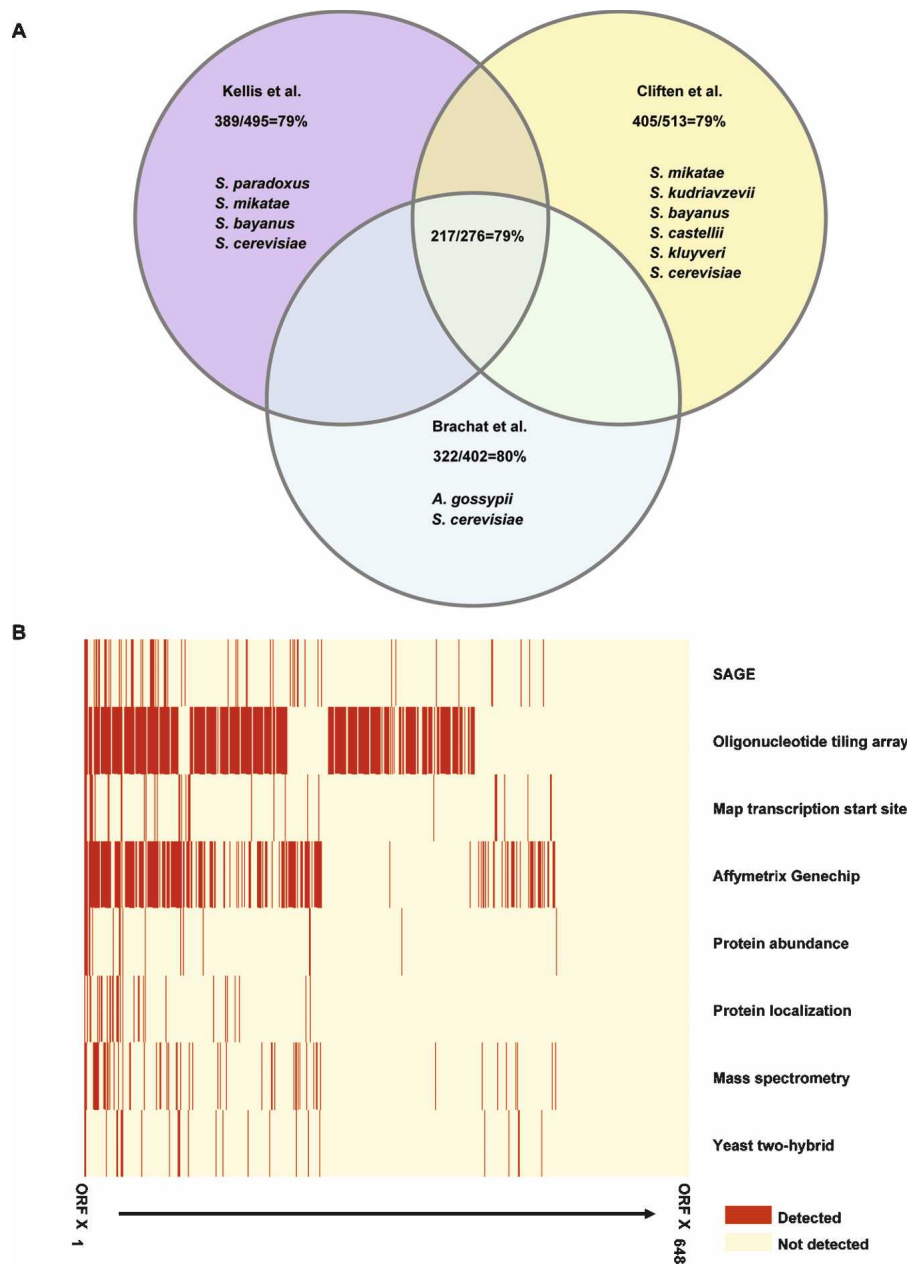 A
Kellis et al.
389/495=79%
S. paradoxus
S. mikatae
S. bayanus
S. cerevisiae
Cliften et al.
405/513=79%
S. mikatae
S. kudriavzevii
S. bayanus
S. castellii
S. kluyveri
S. cerevisiae
217/276=79%
Brachat et al.
322/402=80%
A. gossypii
S. cerevisiae
B
SAGE
Oligonucleotide tiling array
Map transcription start site
Affymetrix Genechip
Protein abundance
Protein localization
Mass spectrometry
Yeast two-hybrid
ORF X 1
ORF X 648
Detected
Not detected